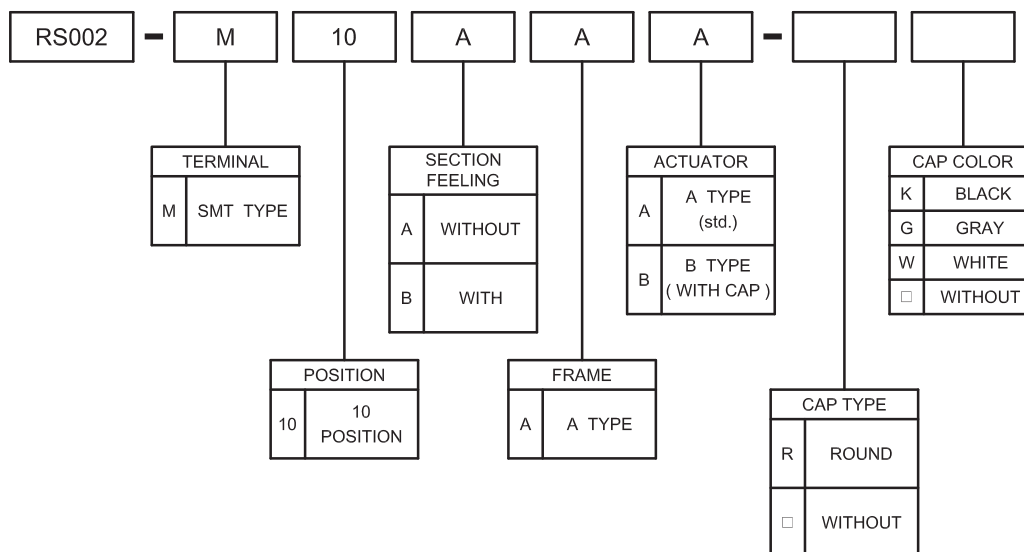 RS002 - M 10 A A A -
TERMINAL
M SMT TYPE
SECTION
FEELING
A WITHOUT
B WITH
ACTUATOR
A A TYPE
(std.)
B B TYPE
( WITH CAP )
CAP COLOR
K BLACK
G GRAY
W WHITE
□ WITHOUT
POSITION
10 10
POSITION
FRAME
A A TYPE
CAP TYPE
R ROUND
□ WITHOUT